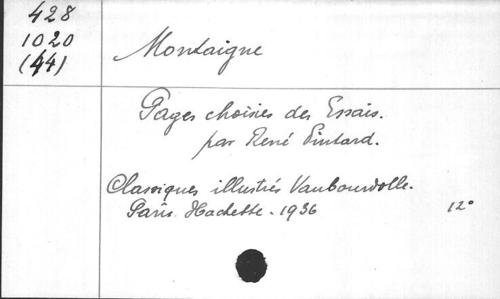 428
1020
(44)
Montaigne
Pages choisies des Essais.
par René Pintard.
Classiques illustrés Vaubourdolle.
Paris. Hachette - 1936
12°